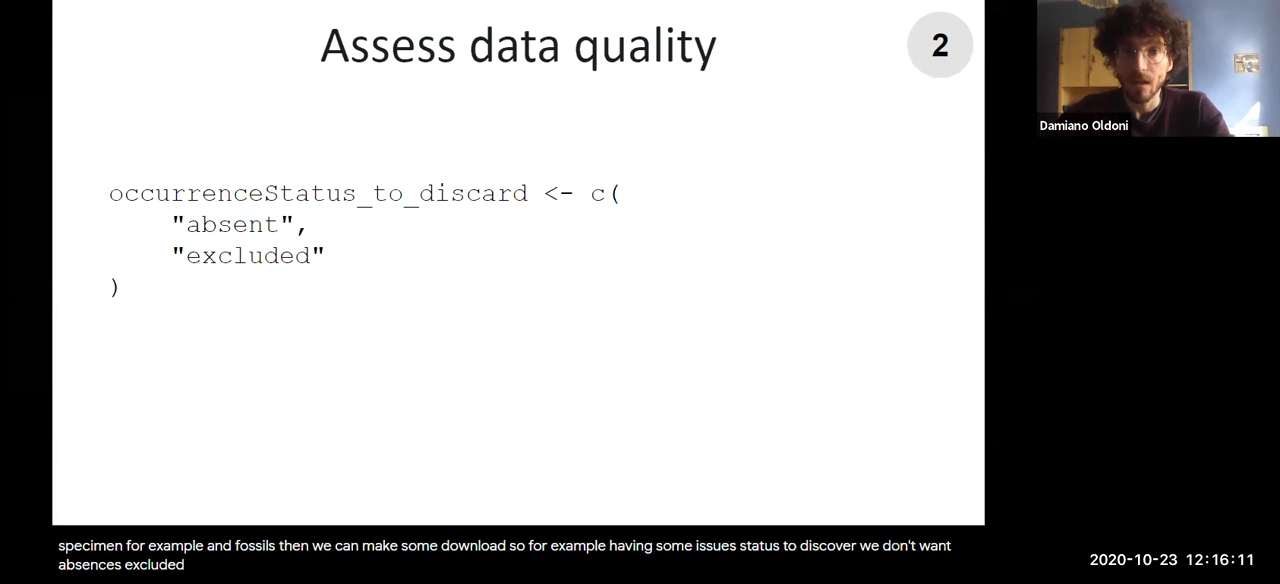 Assess data quality
2
occurrenceStatus_to_discard <- c(
"absent",
"excluded"
)
Damiano Oldoni
specimen for example and fossils then we can make some download so for example having some issues status to discover we don't want
absences excluded
2020-10-23 12:16:11